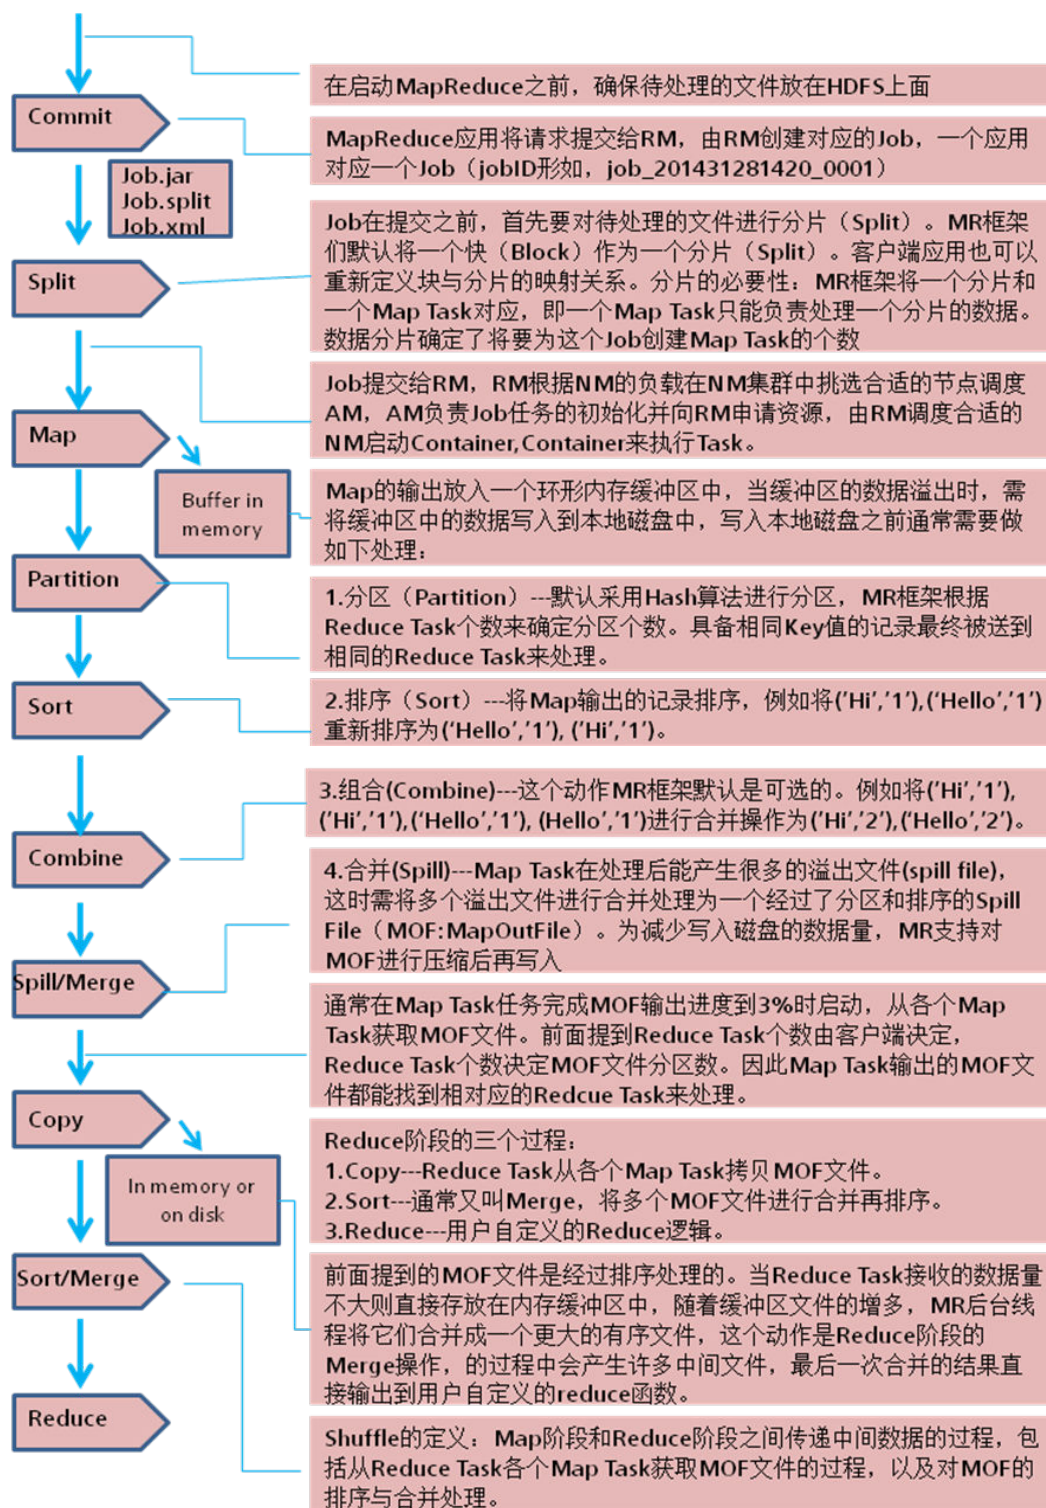 在启动MapReduce之前，确保待处理的文件放在HDFS上面
Commit
MapReduce应用将请求提交给RM，由RM创建对应的Job，一个应用
对应一个Job（jobID形如，job_201431281420_0001）
Job.jar
Job.split
Job.xml
Job在提交之前，首先要对待处理的文件进行分片（Split）。MR框架
们默认将一个快（Block）作为一个分片（Split）。客户端应用也可以
重新定义块与分片的映射关系。分片的必要性：MR框架将一个分片和
一个Map Task对应，即一个Map Task只能负责处理一个分片的数据。
数据分片确定了将要为这个Job创建Map Task的个数
Split
Job提交给RM，RM根据NM的负载在NM集群中挑选合适的节点调度
AM，AM负责Job任务的初始化并向RM申请资源，由RM调度合适的
NM启动Container,Container来执行Task。
Map
Buffer in
memory
Map的输出放入一个环形内存缓冲区中，当缓冲区的数据溢出时，需
将缓冲区中的数据写入到本地磁盘中，写入本地磁盘之前通常需要做
如下处理：
Partition
1.分区（Partition）---默认采用Hash算法进行分区，MR框架根据
Reduce Task个数来确定分区个数。具备相同Key值的记录最终被送到
相同的Reduce Task来处理。
Sort
2.排序（Sort）---将Map输出的记录排序，例如将('Hi','1'),('Hello','1')
重新排序为('Hello','1'), ('Hi','1')。
3.组合(Combine)---这个动作MR框架默认是可选的。例如将('Hi','1'),
('Hi','1'),('Hello','1'), (Hello','1')进行合并操作为('Hi','2'),('Hello','2')。
Combine
4.合并(Spill)---Map Task在处理后能产生很多的溢出文件(spill file)，
这时需将多个溢出文件进行合并处理为一个经过了分区和排序的Spill
File（MOF:MapOutFile）。为减少写入磁盘的数据量，MR支持对
MOF进行压缩后再写入
Spill/Merge
通常在Map Task任务完成MOF输出进度到3%时启动，从各个Map
Task获取MOF文件。前面提到Reduce Task个数由客户端决定，
Reduce Task个数决定MOF文件分区数。因此Map Task输出的MOF文
件都能找到相对应的Redcue Task来处理。
Copy
In memory or
on disk
Reduce阶段的三个过程：
1.Copy---Reduce Task从各个Map Task拷贝MOF文件。
2.Sort---通常又叫Merge，将多个MOF文件进行合并再排序。
3.Reduce---用户自定义的Reduce逻辑。
Sort/Merge
前面提到的MOF文件是经过排序处理的。当Reduce Task接收的数据量
不大则直接存放在内存缓冲区中，随着缓冲区文件的增多，MR后台线
程将它们合并成一个更大的有序文件，这个动作是Reduce阶段的
Merge操作，的过程中会产生许多中间文件，最后一次合并的结果直
接输出到用户自定义的reduce函数。
Reduce
Shuffle的定义：Map阶段和Reduce阶段之间传递中间数据的过程，包
括从Reduce Task各个Map Task获取MOF文件的过程，以及对MOF的
排序与合并处理。